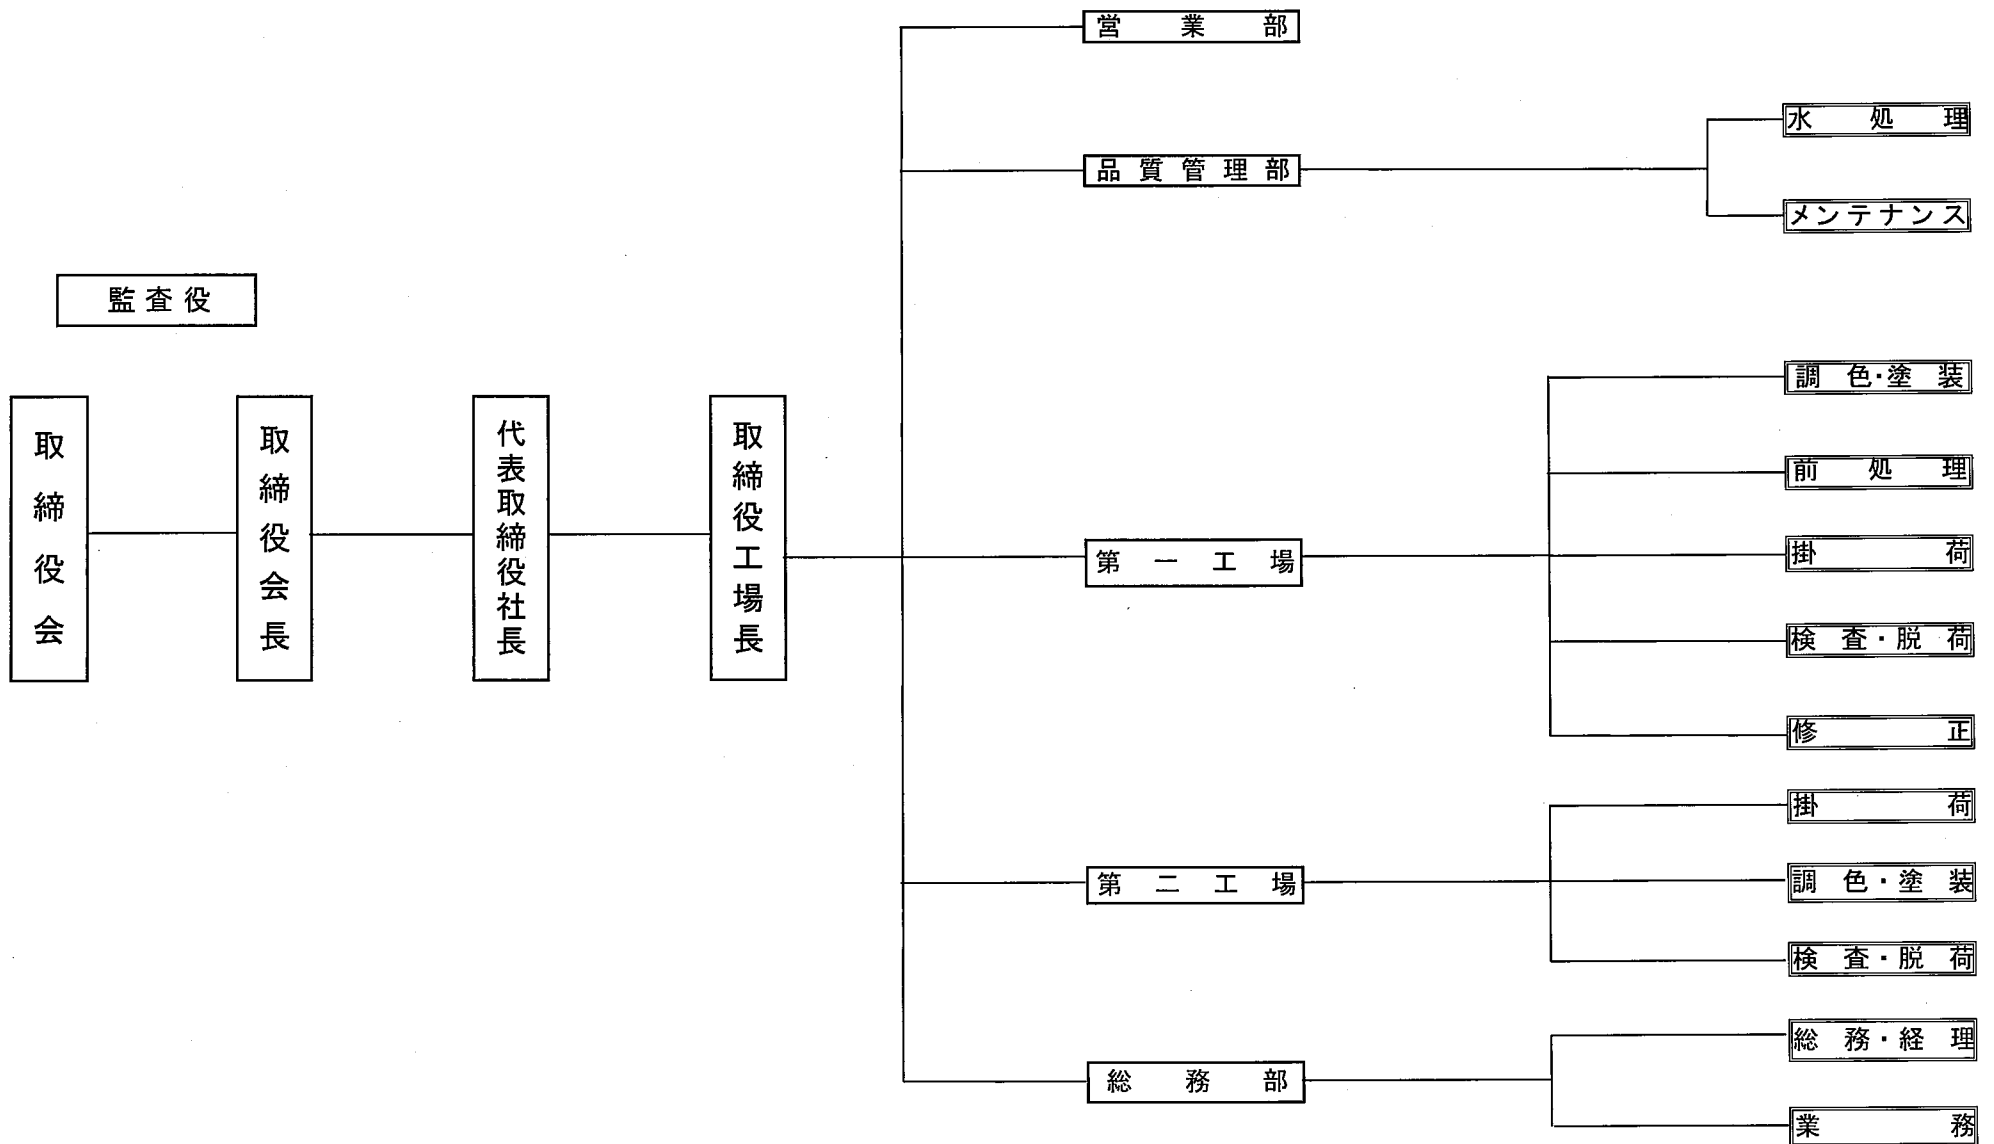 監査役
取締役会
取締役会長
代表取締役社長
取締役工場長
営業部
品質管理部
水処理
メンテナンス
第一工場
調色・塗装
前処理
掛荷
検査・脱荷
修正
第二工場
掛荷
調色・塗装
検査・脱荷
総務部
総務・経理
業務